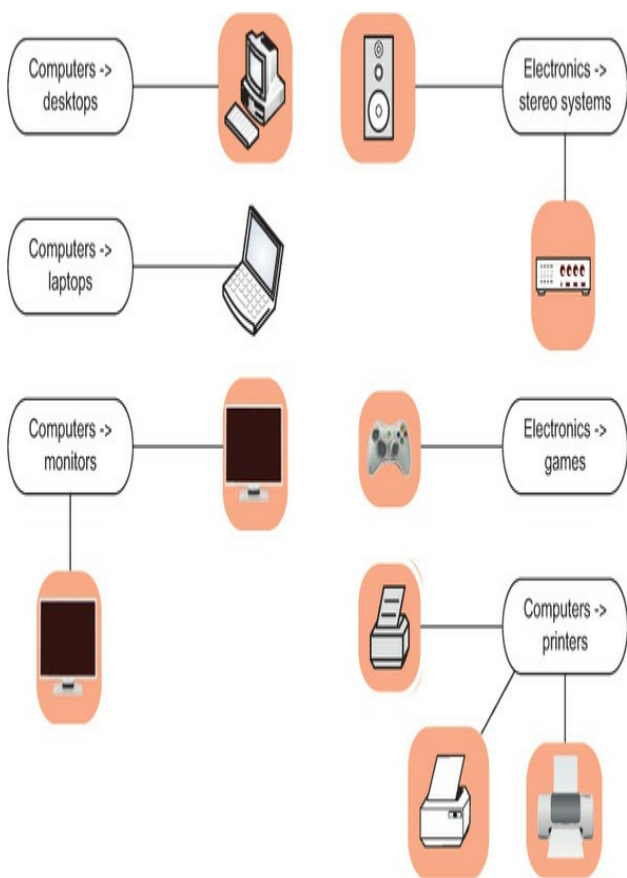 Computers ->
desktops
Electronics ->
stereo systems
Computers ->
laptops
Computers ->
monitors
Electronics ->
games
Computers ->
printers